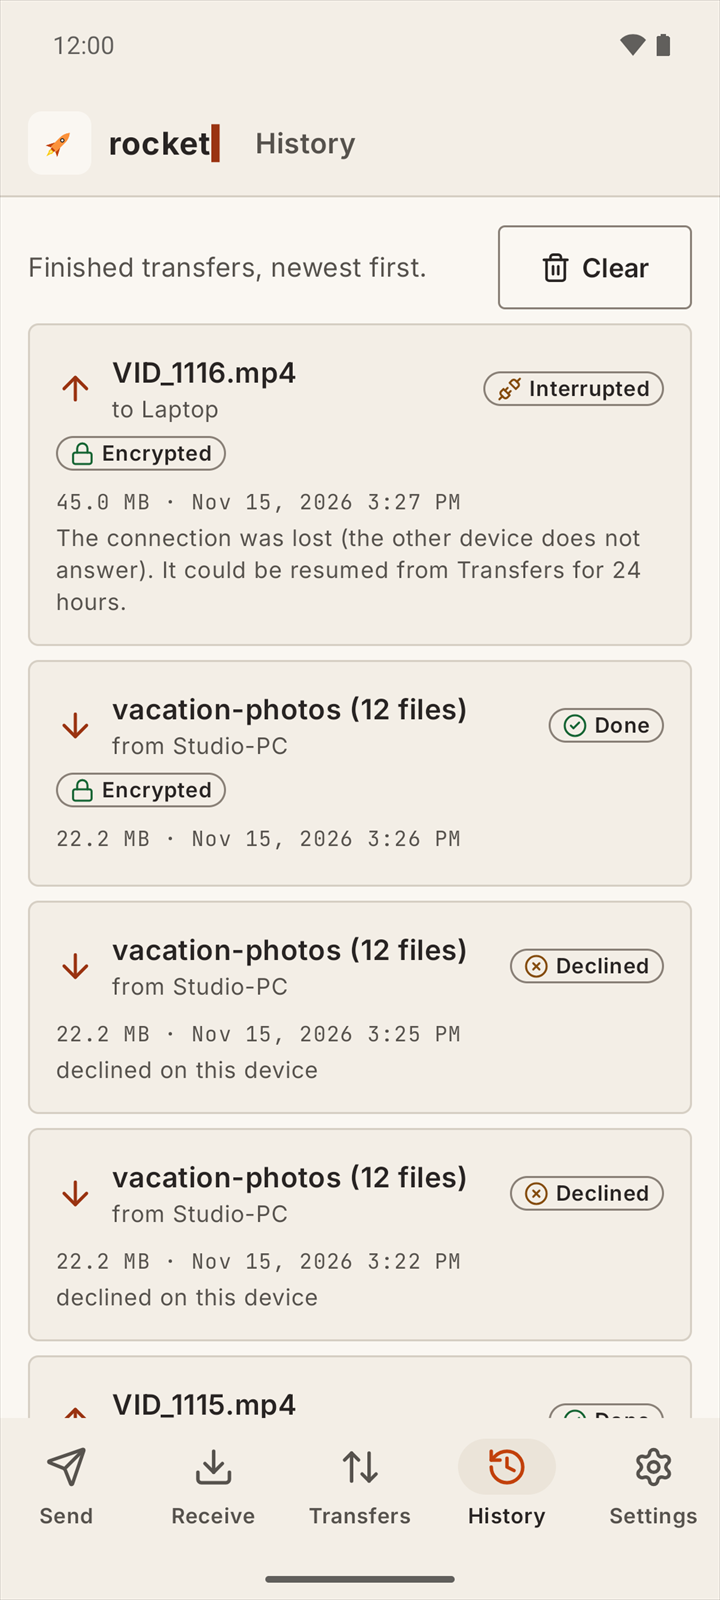 12:00
rocket
History
Finished transfers, newest first.
Clear
VID_1116.mp4
to Laptop
Interrupted
Encrypted
45.0 MB · Nov 15, 2026 3:27 PM
The connection was lost (the other device does not
answer). It could be resumed from Transfers for 24
hours.
vacation-photos (12 files)
from Studio-PC
Done
Encrypted
22.2 MB · Nov 15, 2026 3:26 PM
vacation-photos (12 files)
from Studio-PC
Declined
22.2 MB · Nov 15, 2026 3:25 PM
declined on this device
vacation-photos (12 files)
from Studio-PC
Declined
22.2 MB · Nov 15, 2026 3:22 PM
declined on this device
VID_1115.mp4
Done
Send
Receive
Transfers
History
Settings